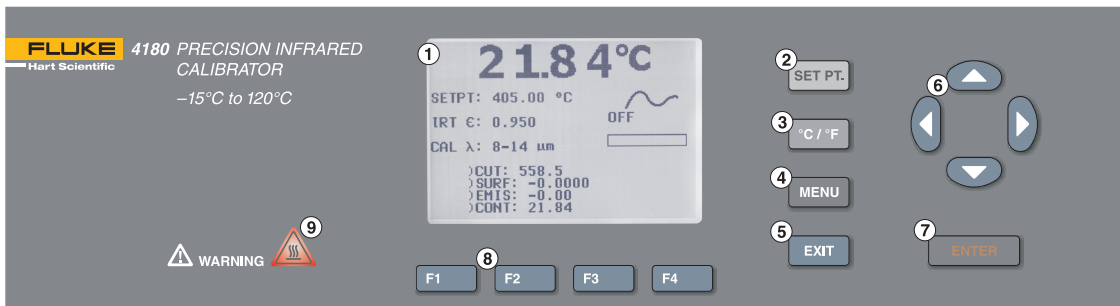 FLUKE
Hart Scientific
4180 PRECISION INFRARED
CALIBRATOR
–15°C to 120°C
1
21.84°C
SETPT: 405.00 °C
OFF
IRT ε: 0.950
CAL λ: 8-14 µm
)CUT: 558.5
)SURF: -0.0000
)EMIS: -0.00
)CONT: 21.84
2
SET PT.
3
°C / °F
4
MENU
5
EXIT
6
7
ENTER
8
F1
F2
F3
F4
9
WARNING